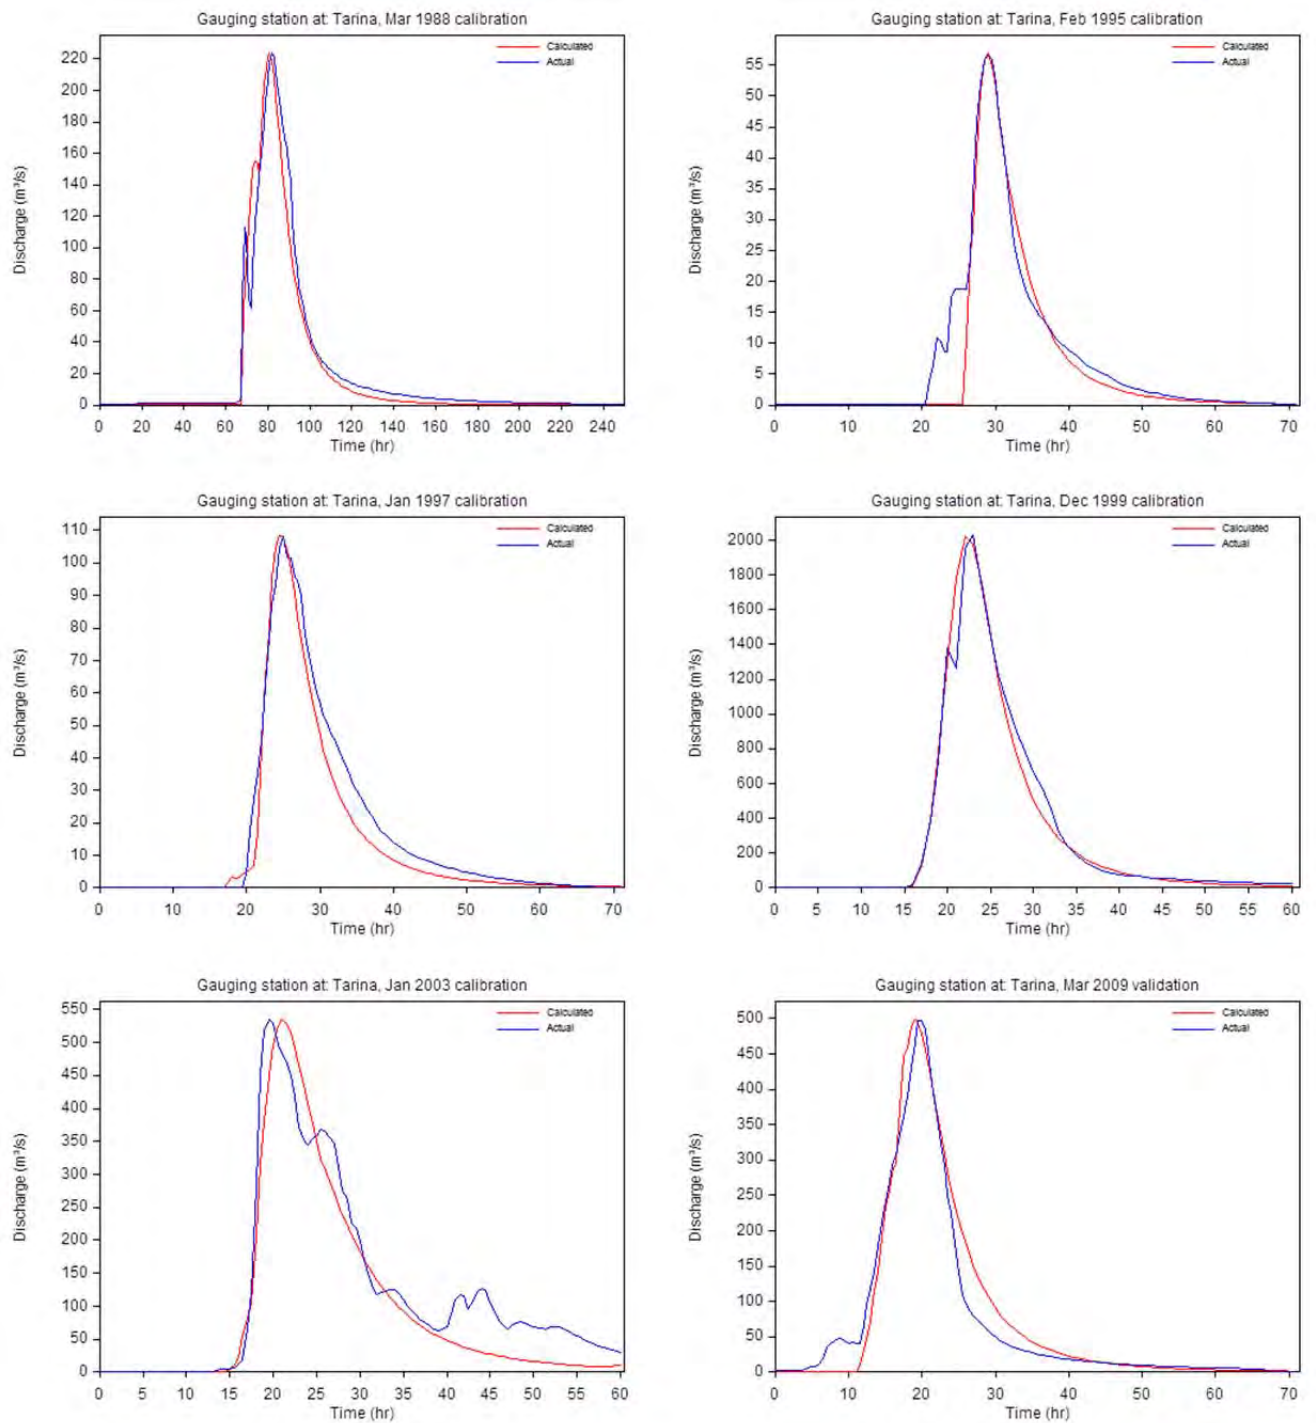 Gauging station at: Tarina, Mar 1988 calibration
Calculated
Actual
220
200
180
160
140
120
100
80
60
40
20
0
Discharge (m³/s)
0 20 40 60 80 100 120 140 160 180 200 220 240
Time (hr)
Gauging station at: Tarina, Feb 1995 calibration
Calculated
Actual
55
50
45
40
35
30
25
20
15
10
5
0
Discharge (m³/s)
0 10 20 30 40 50 60 70
Time (hr)
Gauging station at: Tarina, Jan 1997 calibration
Calculated
Actual
110
100
90
80
70
60
50
40
30
20
10
0
Discharge (m³/s)
0 10 20 30 40 50 60 70
Time (hr)
Gauging station at: Tarina, Dec 1999 calibration
Calculated
Actual
2000
1800
1600
1400
1200
1000
800
600
400
200
0
Discharge (m³/s)
0 5 10 15 20 25 30 35 40 45 50 55 60
Time (hr)
Gauging station at: Tarina, Jan 2003 calibration
Calculated
Actual
550
500
450
400
350
300
250
200
150
100
50
0
Discharge (m³/s)
0 5 10 15 20 25 30 35 40 45 50 55 60
Time (hr)
Gauging station at: Tarina, Mar 2009 validation
Calculated
Actual
500
450
400
350
300
250
200
150
100
50
0
Discharge (m³/s)
0 10 20 30 40 50 60 70
Time (hr)